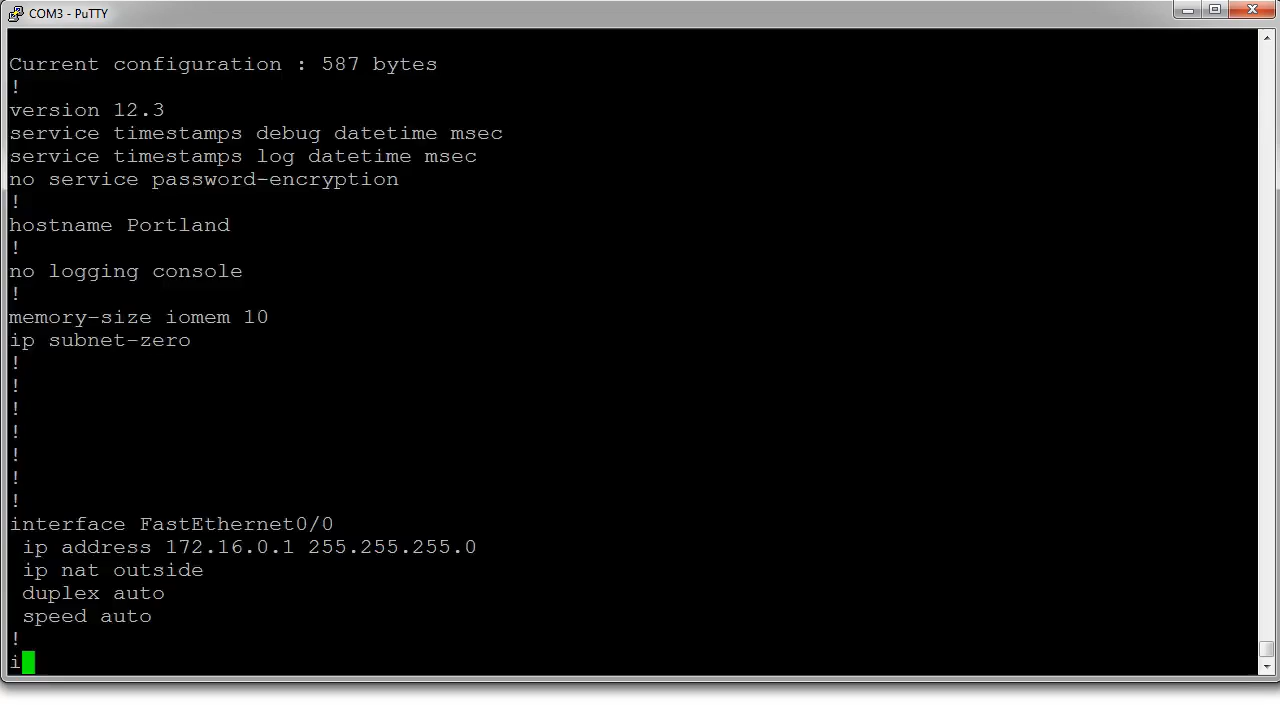 COM3 - PuTTY
Current configuration : 587 bytes
!
version 12.3
service timestamps debug datetime msec
service timestamps log datetime msec
no service password-encryption
!
hostname Portland
!
no logging console
!
memory-size iomem 10
ip subnet-zero
!
!
!
!
!
!
!
interface FastEthernet0/0
 ip address 172.16.0.1 255.255.255.0
 ip nat outside
 duplex auto
 speed auto
!
i